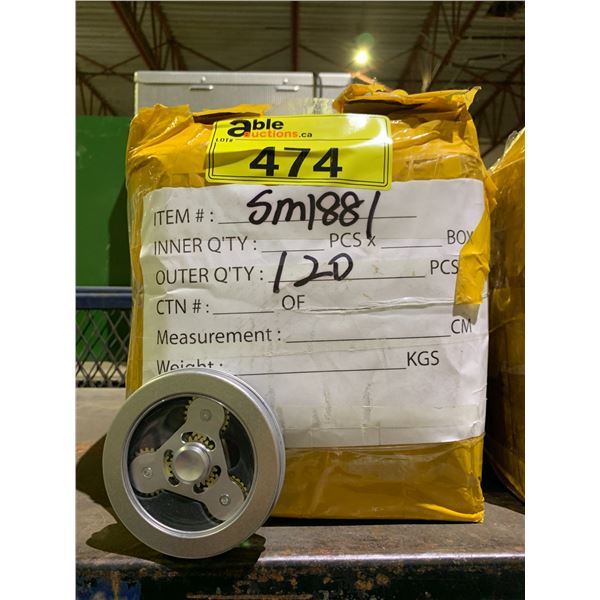 able
auctions.ca
LOT#
474
ITEM # : Sm1881
INNER Q'TY : PCS x BOX
OUTER Q'TY : 120 PCS
CTN # : OF
Measurement : CM
Weight : KGS